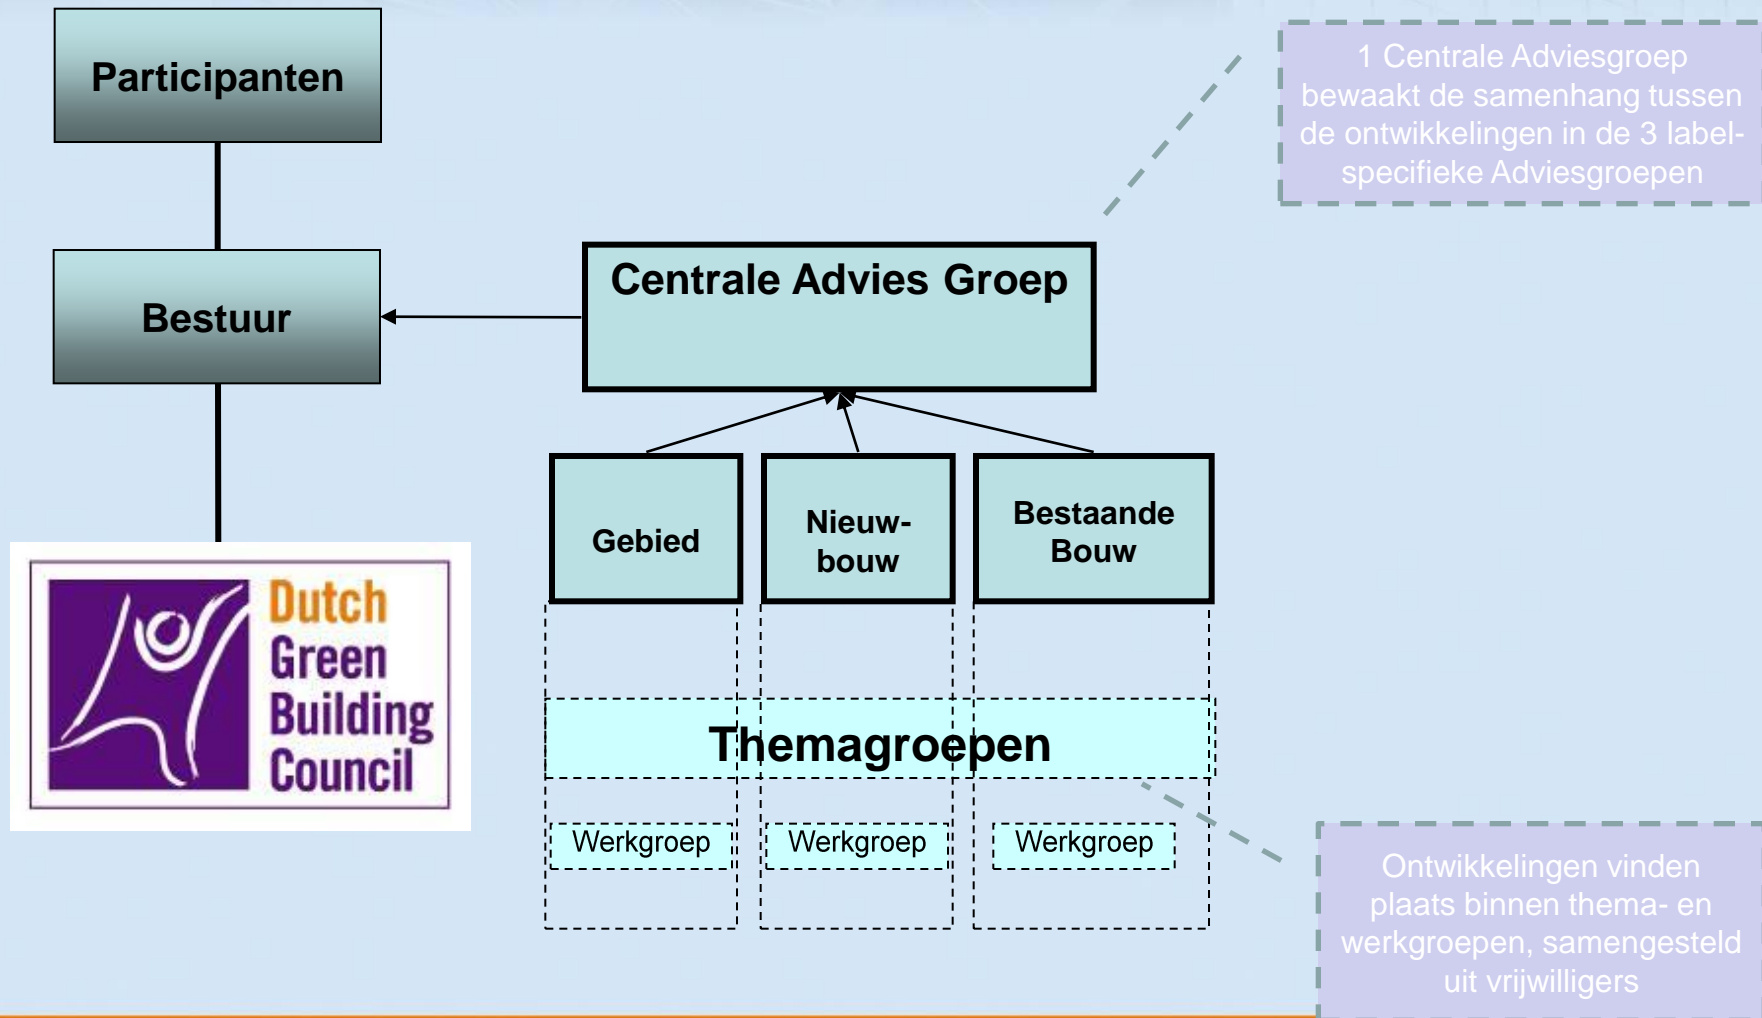 Participanten
1 Centrale Adviesgroep
bewaakt de samenhang tussen
de ontwikkelingen in de 3 label-
specifieke Adviesgroepen
Bestuur
Centrale Advies Groep
Gebied
Nieuw-
bouw
Bestaande
Bouw
Dutch
Green
Building
Council
Themagroepen
Werkgroep
Werkgroep
Werkgroep
Ontwikkelingen vinden
plaats binnen thema- en
werkgroepen, samengesteld
uit vrijwilligers